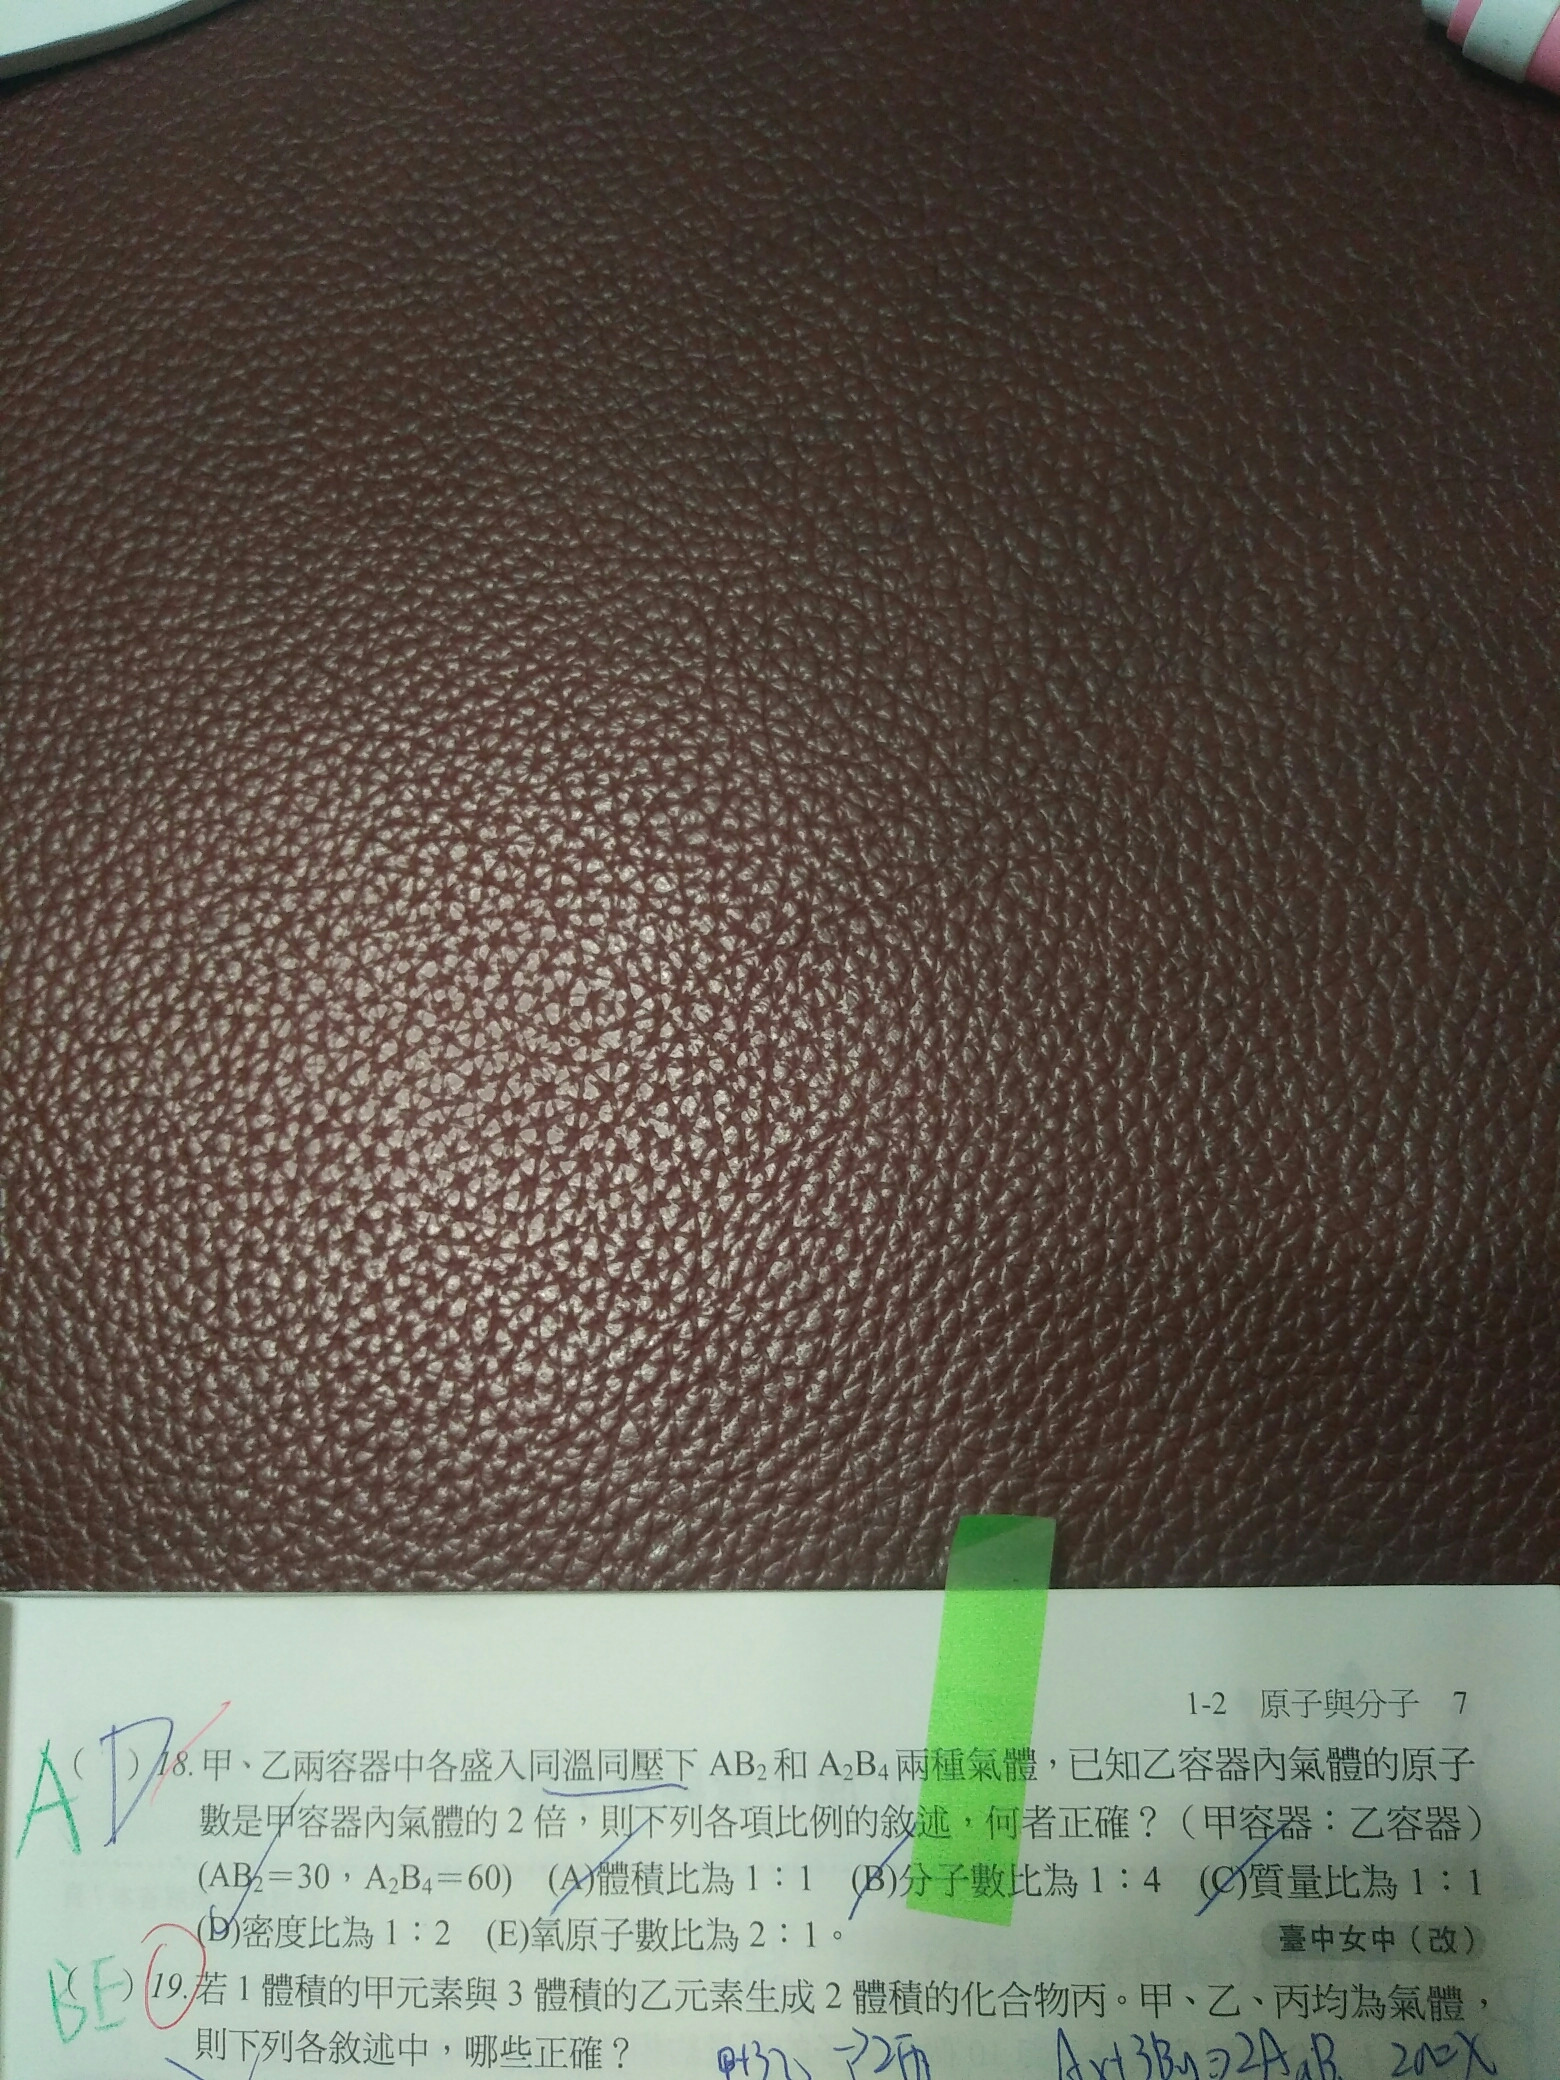 1-2 原子與分子 7
A ( D ) 18. 甲、乙兩容器中各盛入同溫同壓下 AB₂ 和 A₂B₄ 兩種氣體，已知乙容器內氣體的原子
數是甲容器內氣體的 2 倍，則下列各項比例的敘述，何者正確？（甲容器：乙容器）
(AB₂＝30，A₂B₄＝60) (A)體積比為 1：1 (B)分子數比為 1：4 (C)質量比為 1：1
(D)密度比為 1：2 (E)氧原子數比為 2：1。 臺中女中（改）
BE ( ) 19. 若 1 體積的甲元素與 3 體積的乙元素生成 2 體積的化合物丙。甲、乙、丙均為氣體，
則下列各敘述中，哪些正確？
甲+3乙→2丙 2a=x